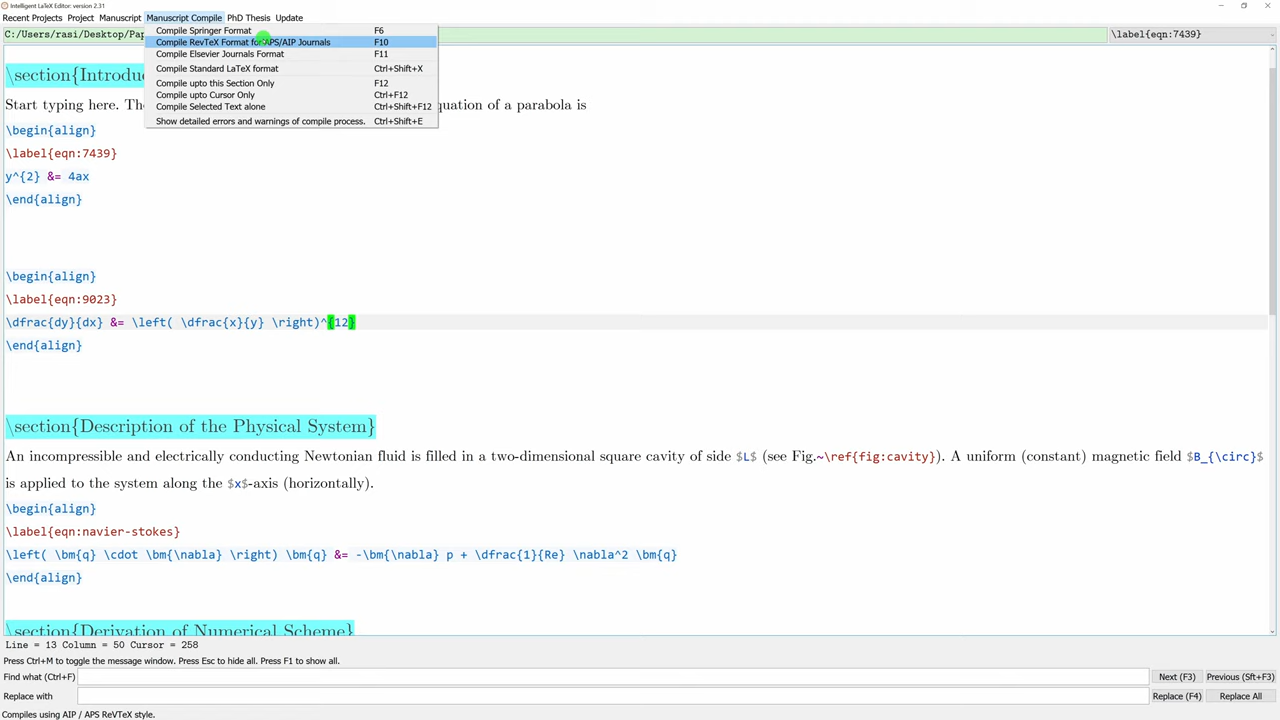 Intelligent LaTeX Editor: version 2.31
Recent Projects Project Manuscript Manuscript Compile PhD Thesis Update
C:/Users/rasi/Desktop/Pap
\label{eqn:7439}
Compile Springer Format F6
Compile RevTeX Format for APS/AIP Journals F10
Compile Elsevier Journals Format F11
Compile Standard LaTeX format Ctrl+Shift+X
Compile upto this Section Only F12
Compile upto Cursor Only Ctrl+F12
Compile Selected Text alone Ctrl+Shift+F12
Show detailed errors and warnings of compile process. Ctrl+Shift+E
\section{Introduc
Start typing here. The quation of a parabola is
\begin{align}
\label{eqn:7439}
y^{2} &= 4ax
\end{align}
\begin{align}
\label{eqn:9023}
\dfrac{dy}{dx} &= \left( \dfrac{x}{y} \right)^{12}
\end{align}
\section{Description of the Physical System}
An incompressible and electrically conducting Newtonian fluid is filled in a two-dimensional square cavity of side $L$ (see Fig.~\ref{fig:cavity}). A uniform (constant) magnetic field $B_{\circ}$
is applied to the system along the $x$-axis (horizontally).
\begin{align}
\label{eqn:navier-stokes}
\left( \bm{q} \cdot \bm{\nabla} \right) \bm{q} &= -\bm{\nabla} p + \dfrac{1}{Re} \nabla^2 \bm{q}
\end{align}
\section{Derivation of Numerical Scheme}
Line = 13 Column = 50 Cursor = 258
Press Ctrl+M to toggle the message window. Press Esc to hide all. Press F1 to show all.
Find what (Ctrl+F) Next (F3) Previous (Sft+F3)
Replace with Replace (F4) Replace All
Compiles using AIP / APS ReVTeX style.